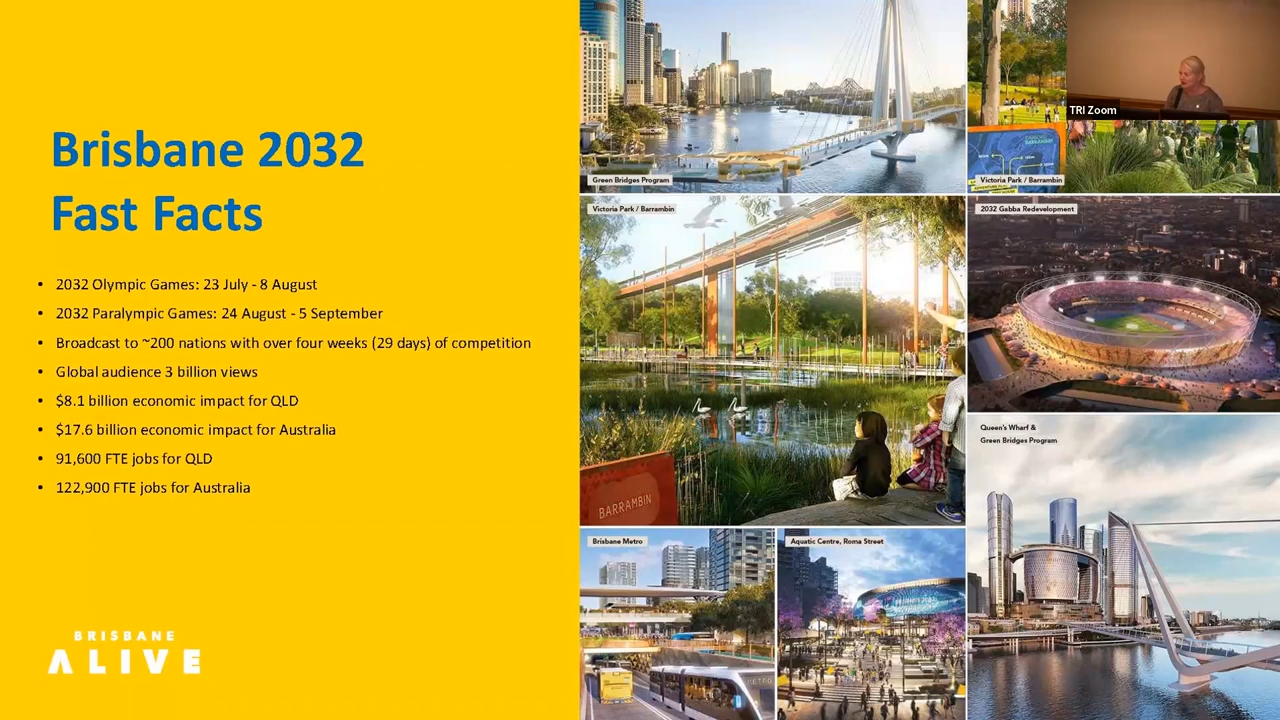 Brisbane 2032
Fast Facts
• 2032 Olympic Games: 23 July - 8 August
• 2032 Paralympic Games: 24 August - 5 September
• Broadcast to ~200 nations with over four weeks (29 days) of competition
• Global audience 3 billion views
• $8.1 billion economic impact for QLD
• $17.6 billion economic impact for Australia
• 91,600 FTE jobs for QLD
• 122,900 FTE jobs for Australia
BRISBANE
ALIVE
Green Bridges Program
TRI Zoom
Victoria Park / Barrambin
Victoria Park / Barrambin
BARRAMBIN
2032 Gabba Redevelopment
Queen's Wharf &
Green Bridges Program
Brisbane Metro
METRO
Aquatic Centre, Roma Street